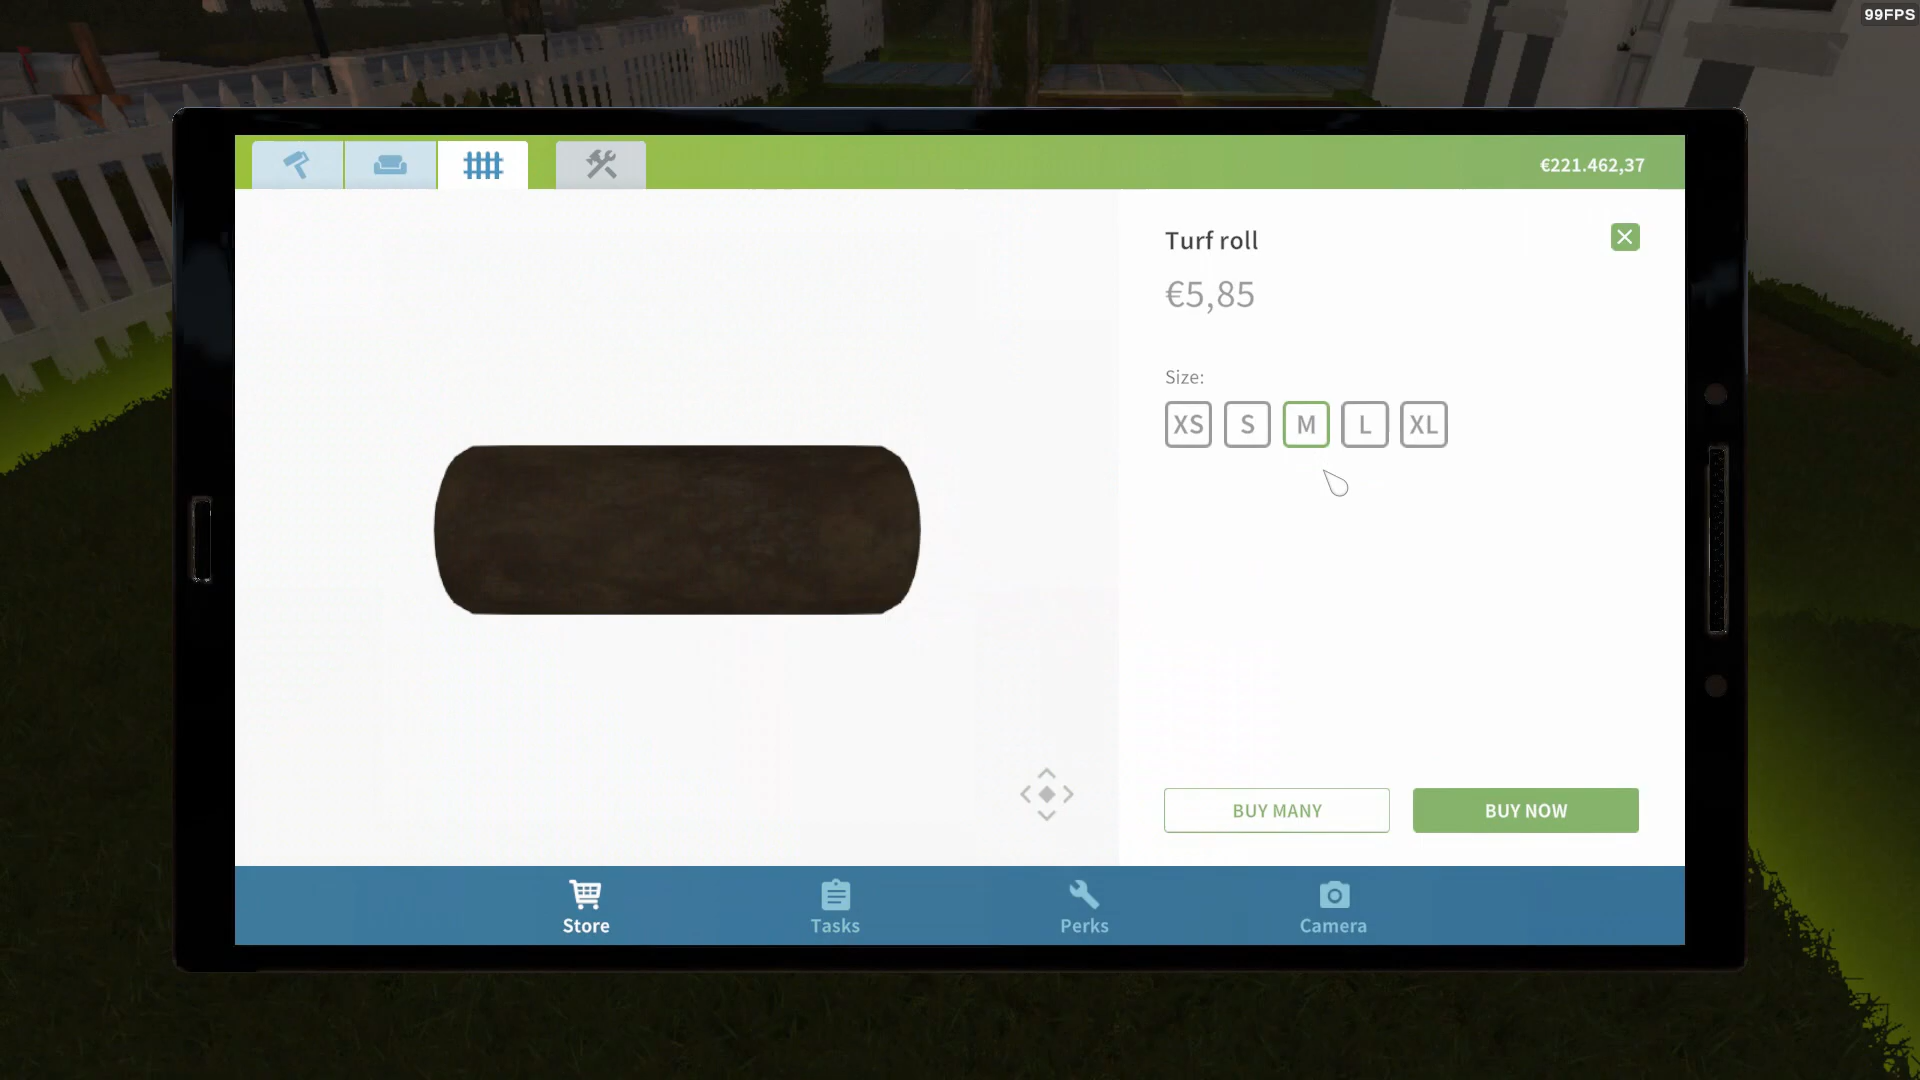 99FPS
€221.462,37
Turf roll
€5,85
Size:
XS S M L XL
BUY MANY BUY NOW
Store Tasks Perks Camera